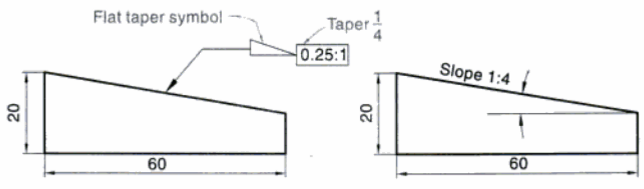 Flat taper symbol
Taper 1/4
0.25:1
20
60
Slope 1:4
20
60